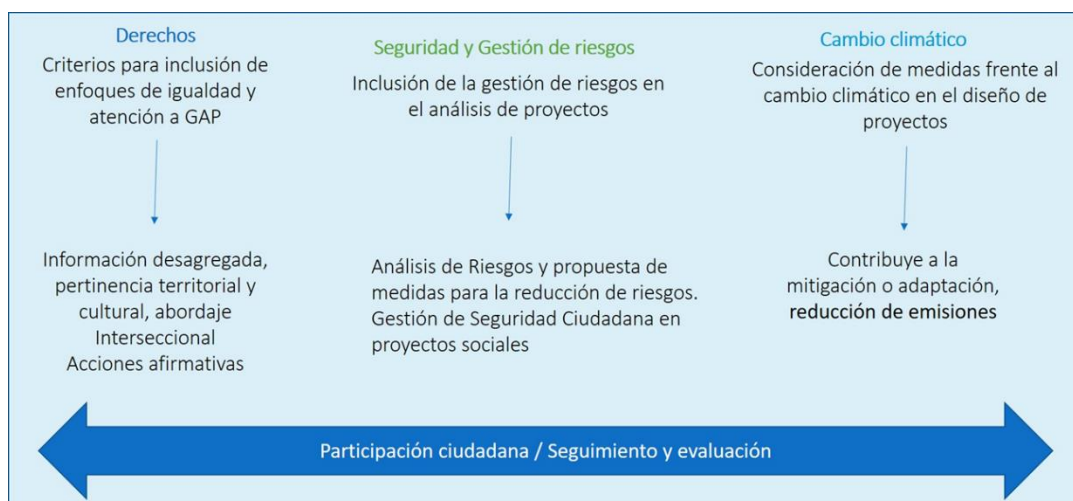 Derechos
Criterios para inclusión de
enfoques de igualdad y
atención a GAP
Información desagregada,
pertinencia territorial y
cultural, abordaje
Interseccional
Acciones afirmativas
Seguridad y Gestión de riesgos
Inclusión de la gestión de riesgos en
el análisis de proyectos
Análisis de Riesgos y propuesta de
medidas para la reducción de riesgos.
Gestión de Seguridad Ciudadana en
proyectos sociales
Cambio climático
Consideración de medidas frente al
cambio climático en el diseño de
proyectos
Contribuye a la
mitigación o adaptación,
reducción de emisiones
Participación ciudadana / Seguimiento y evaluación